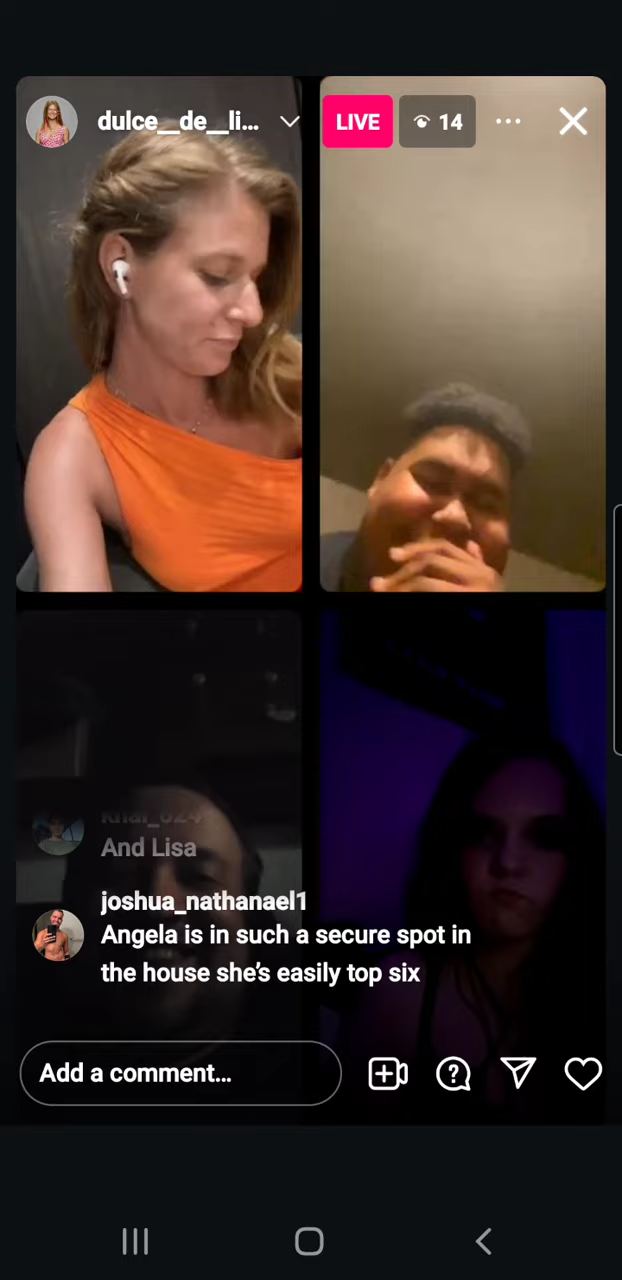 dulce__de__li...
LIVE
14
And Lisa
joshua_nathanael1
Angela is in such a secure spot in
the house she's easily top six
Add a comment...